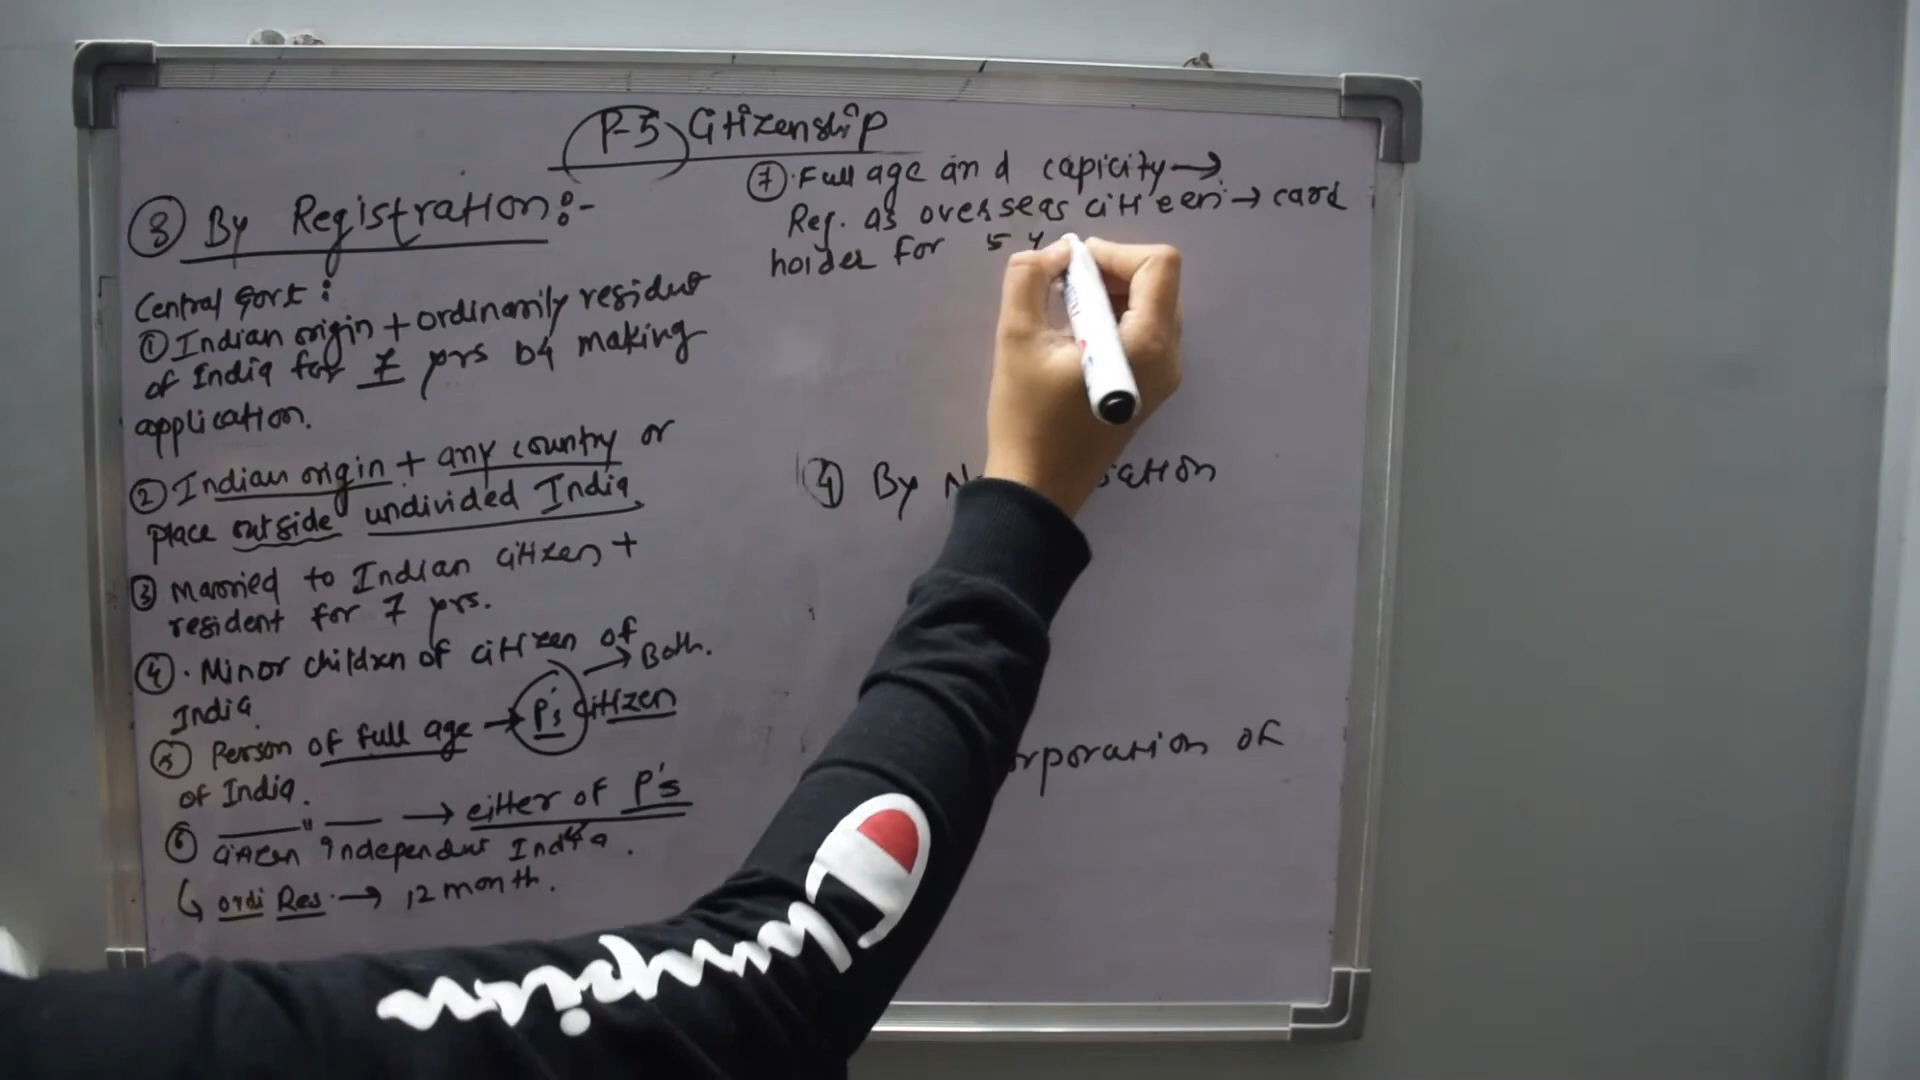 P-5 Citizenship
③ By Registration:-
Central Govt:
① Indian origin + ordinarily resident
of India for 7 yrs b4 making
application.
② Indian origin + any country or
place outside undivided India
③ Married to Indian citizen +
resident for 7 yrs.
④. Minor children of citizen of
India
⑤ Person of full age → P's citizen → Both.
of India.
⑥ —— " —— → either of P's
citizen independent India.
↳ ordi Res. → 12 month.
⑦. Full age and capicity →
Reg. as overseas citizen → card
holder for 5 y
④ By
orporation of
Champion